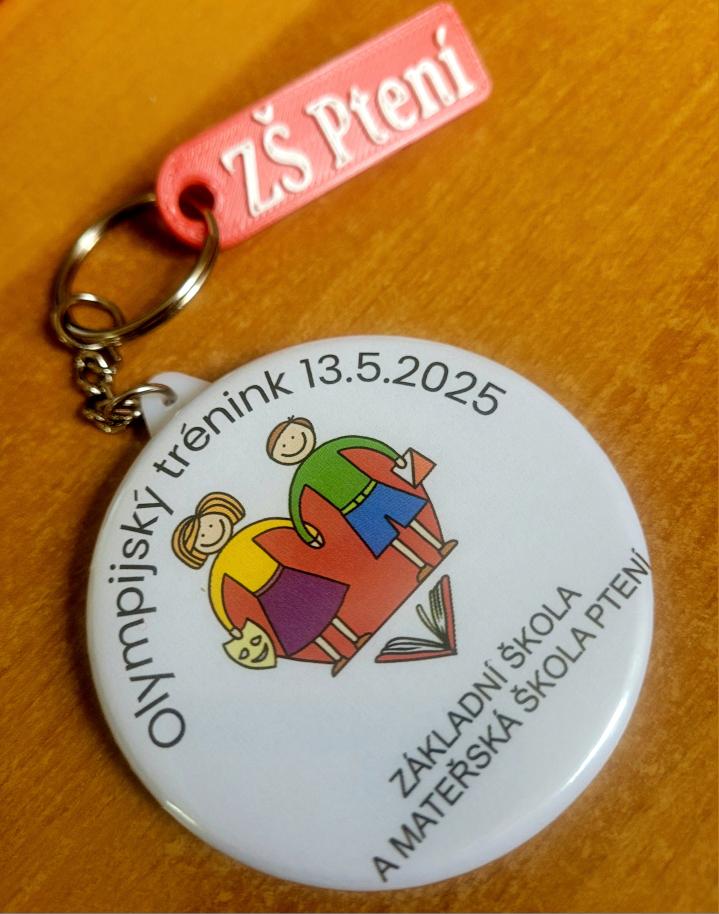 ZŠ Ptení
Olympijský trénink 13.5.2025
ZÁKLADNÍ ŠKOLA
A MATEŘSKÁ ŠKOLA PTENÍ